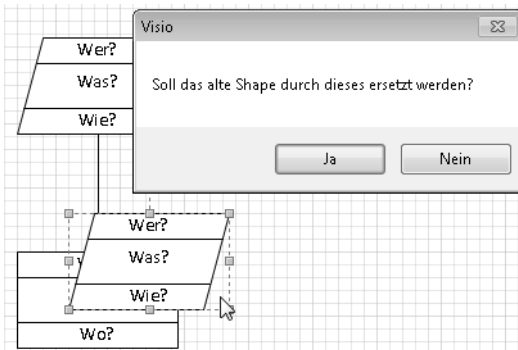 Visio
Soll das alte Shape durch dieses ersetzt werden?
Ja
Nein
Wer?
Was?
Wie?
Wer?
Was?
Wie?
Wo?